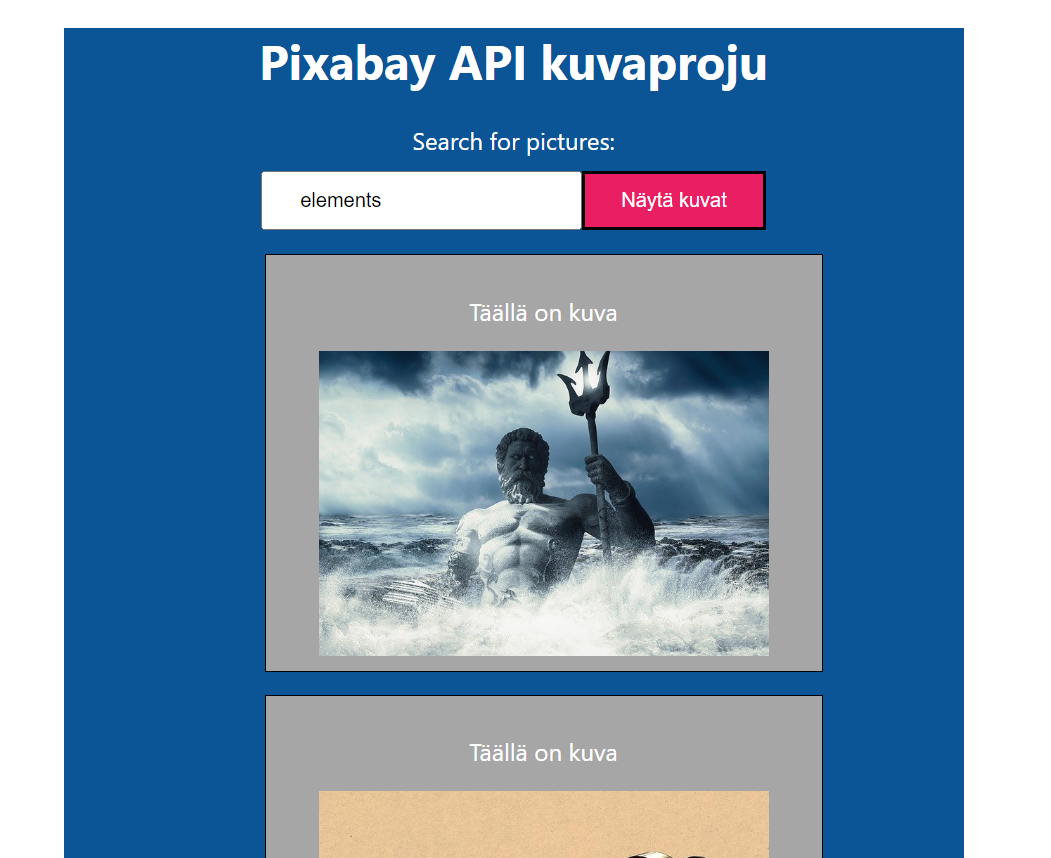 Pixabay API kuvaproju
Search for pictures:
elements
Näytä kuvat
Täällä on kuva
Täällä on kuva